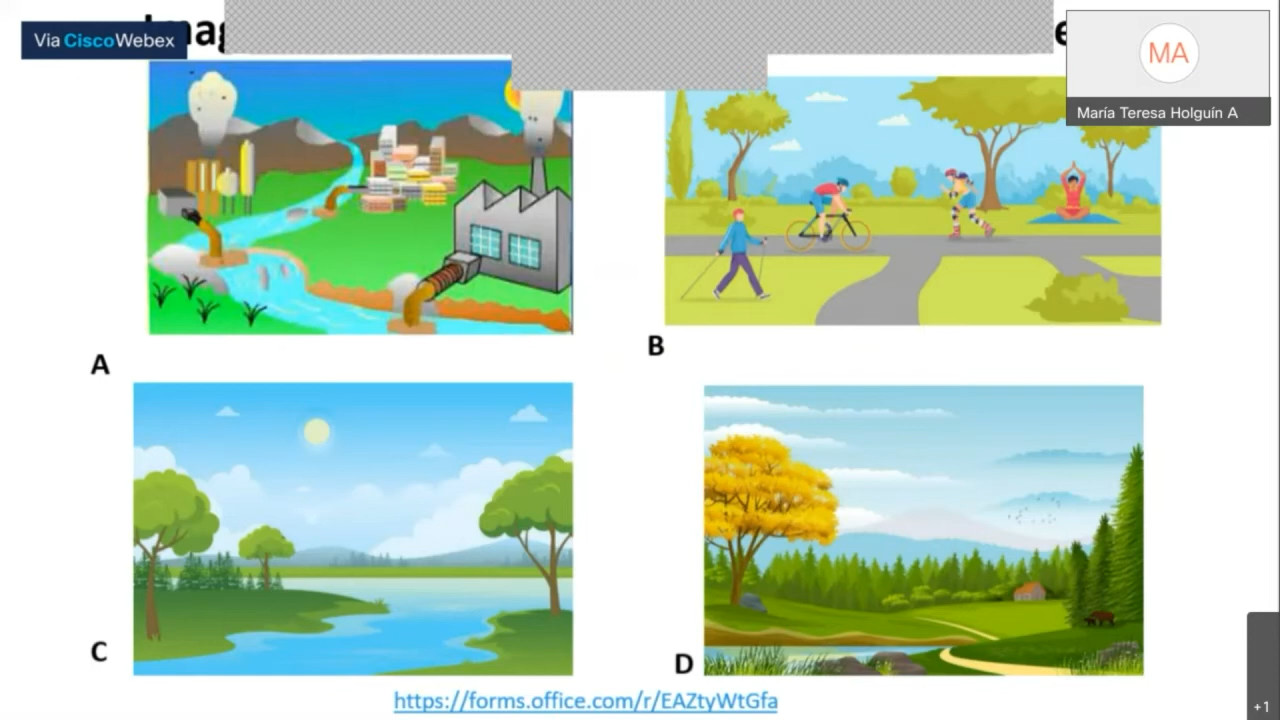 Via CiscoWebex
MA
María Teresa Holguín A
A
B
C
D
https://forms.office.com/r/EAZtyWtGfa
+1